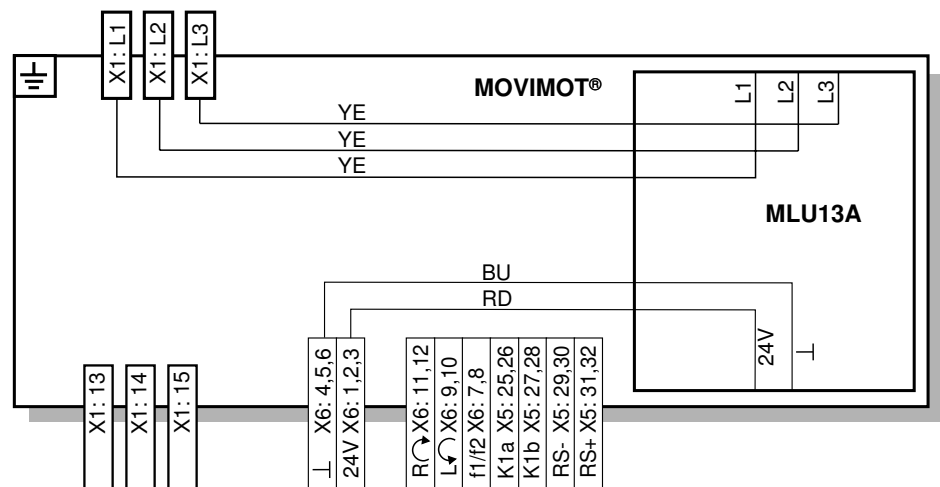 X1: L1
X1: L2
X1: L3
MOVIMOT®
L1
L2
L3
YE
YE
YE
MLU13A
BU
RD
24V
⊥
X1: 13
X1: 14
X1: 15
⊥ X6: 4,5,6
24V X6: 1,2,3
R X6: 11,12
L X6: 9,10
f1/f2 X6: 7,8
K1a X5: 25,26
K1b X5: 27,28
RS- X5: 29,30
RS+ X5: 31,32